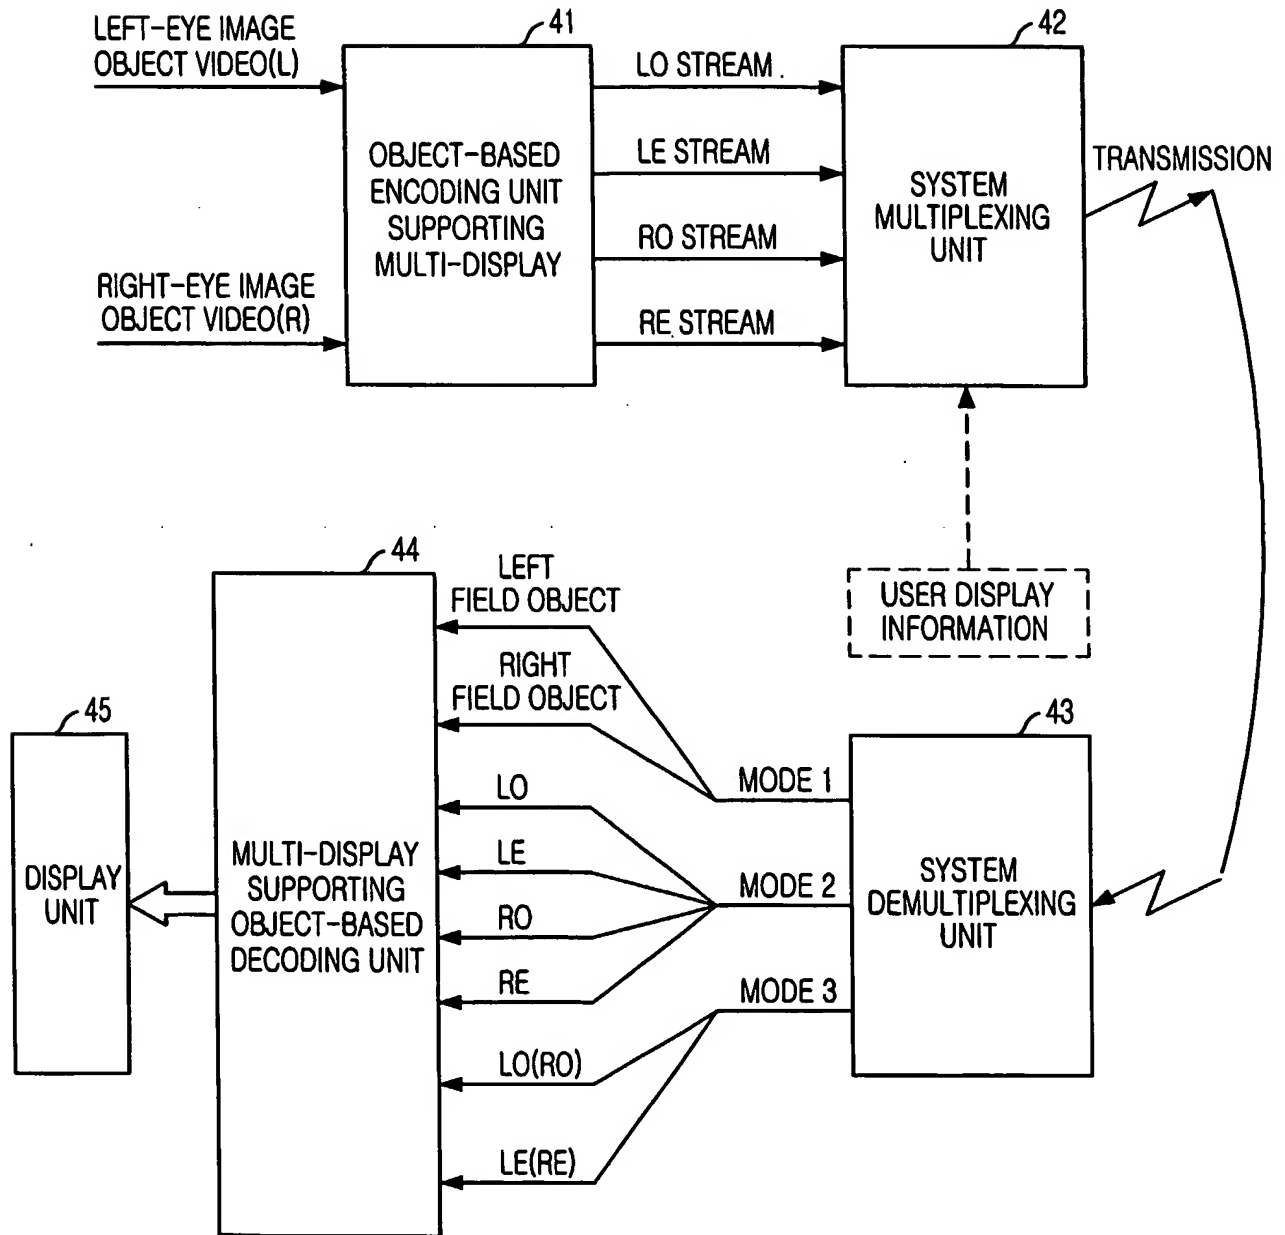 LEFT-EYE IMAGE
OBJECT VIDEO(L)
41
LO STREAM
42
OBJECT-BASED
ENCODING UNIT
SUPPORTING
MULTI-DISPLAY
LE STREAM
SYSTEM
MULTIPLEXING
UNIT
TRANSMISSION
RIGHT-EYE IMAGE
OBJECT VIDEO(R)
RO STREAM
RE STREAM
USER DISPLAY
INFORMATION
44
LEFT
FIELD OBJECT
RIGHT
FIELD OBJECT
45
43
DISPLAY
UNIT
MULTI-DISPLAY
SUPPORTING
OBJECT-BASED
DECODING UNIT
LO
LE
RO
RE
LO(RO)
LE(RE)
MODE 1
MODE 2
MODE 3
SYSTEM
DEMULTIPLEXING
UNIT